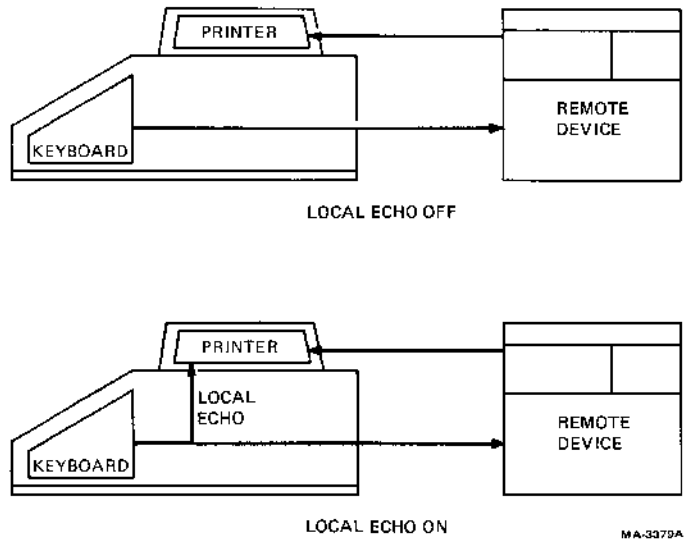 PRINTER
REMOTE
DEVICE
KEYBOARD
LOCAL ECHO OFF
PRINTER
LOCAL
ECHO
REMOTE
DEVICE
KEYBOARD
LOCAL ECHO ON
MA-3379A